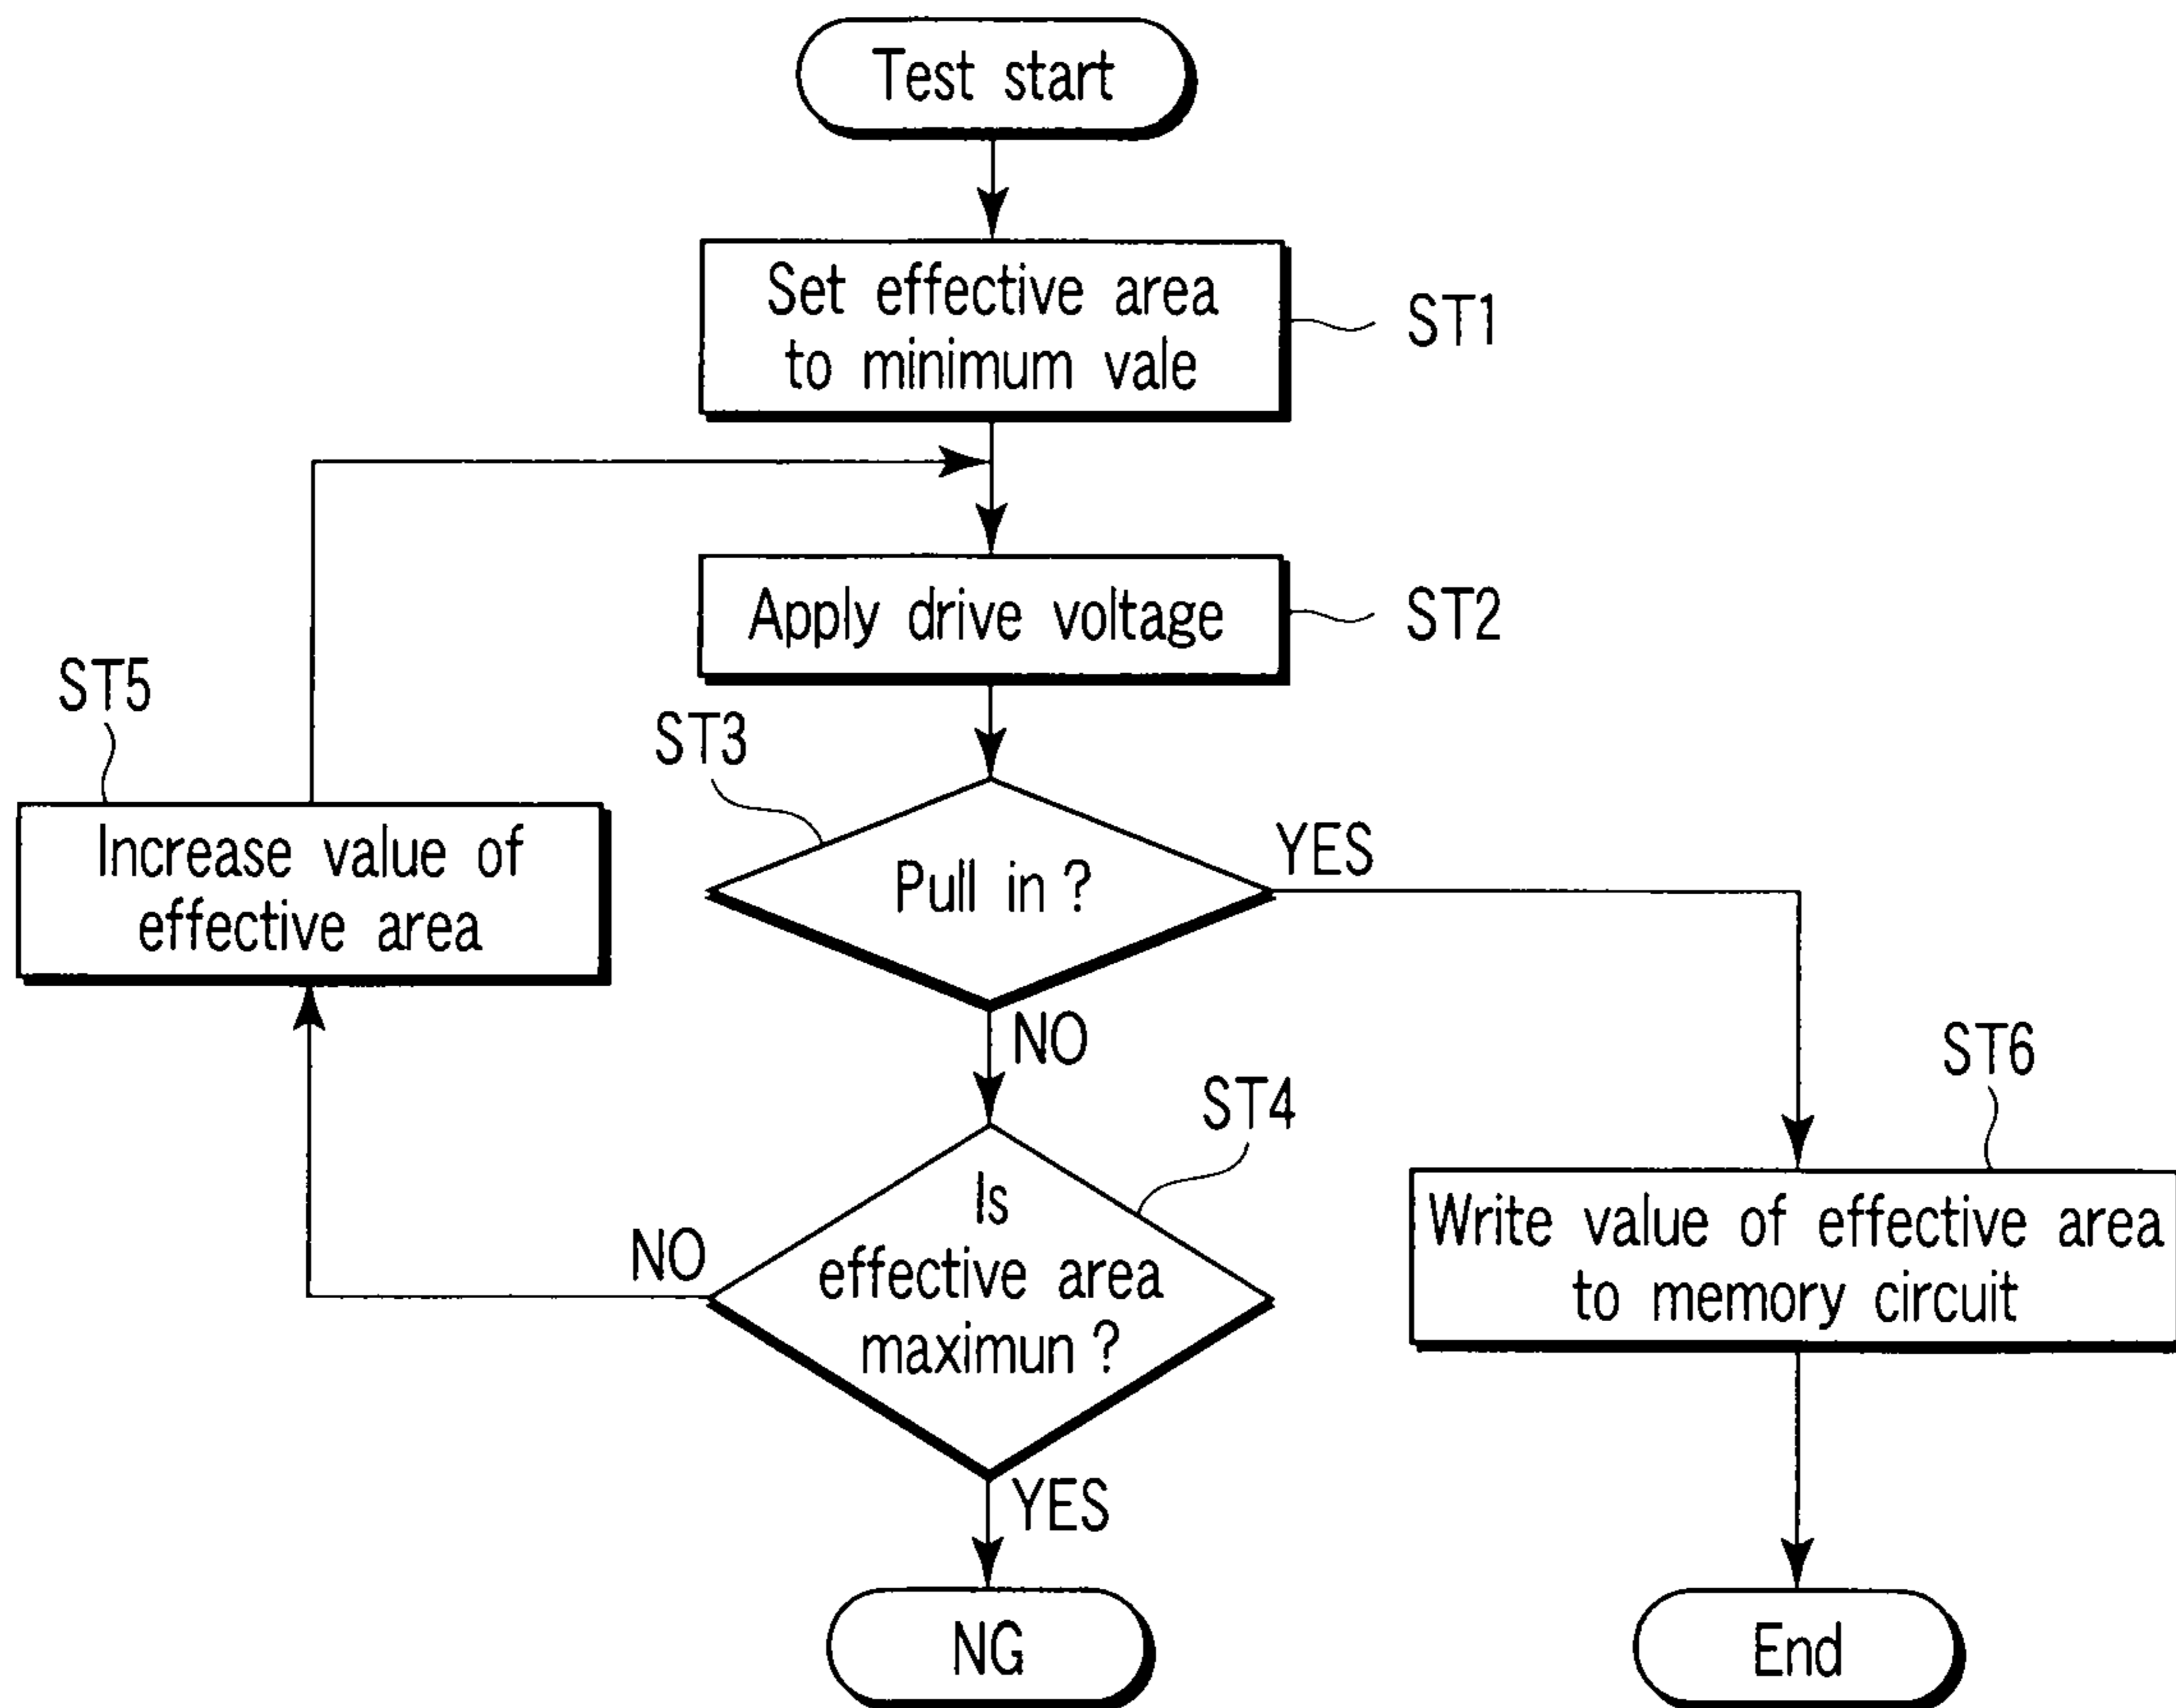 Test start
Set effective area
to minimum vale
ST1
Apply drive voltage
ST2
ST5
ST3
Increase value of
effective area
Pull in ?
YES
NO
ST6
ST4
Is
effective area
maximun ?
NO
Write value of effective area
to memory circuit
YES
NG
End